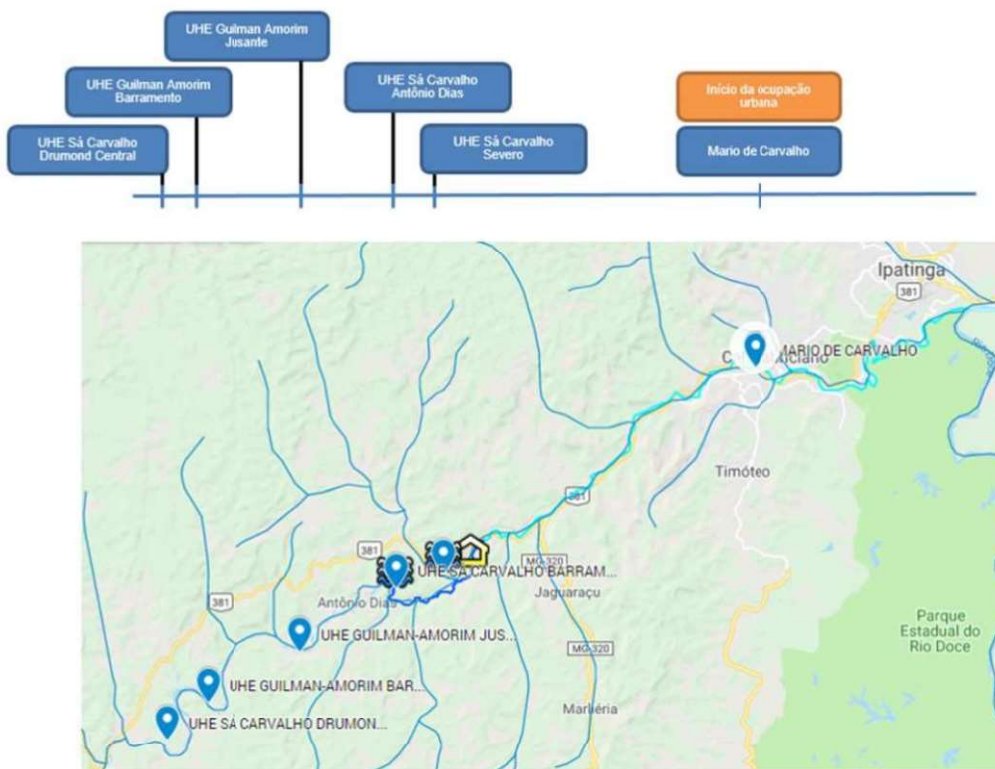 UHE Guilman Amorim
Jusante
UHE Guilman Amorim
Barramento
UHE Sá Carvalho
Antônio Dias
Início da ocupação
urbana
UHE Sá Carvalho
Drumond Central
UHE Sá Carvalho
Severo
Mario de Carvalho
Ipatinga
381
MARIO DE CARVALHO
Timóteo
381
381
MG-320
UHE SÁ CARVALHO BARRAM...
Jaguaraçu
Antônio Dias
381
Parque
Estadual do
Rio Doce
UHE GUILMAN-AMORIM JUS...
MG-320
UHE GUILMAN-AMORIM BAR...
Marliéria
UHE SÁ CARVALHO DRUMON...